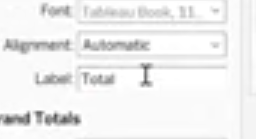 Font: Tableau Book, 11...
Alignment: Automatic
Label: Total
rand Totals